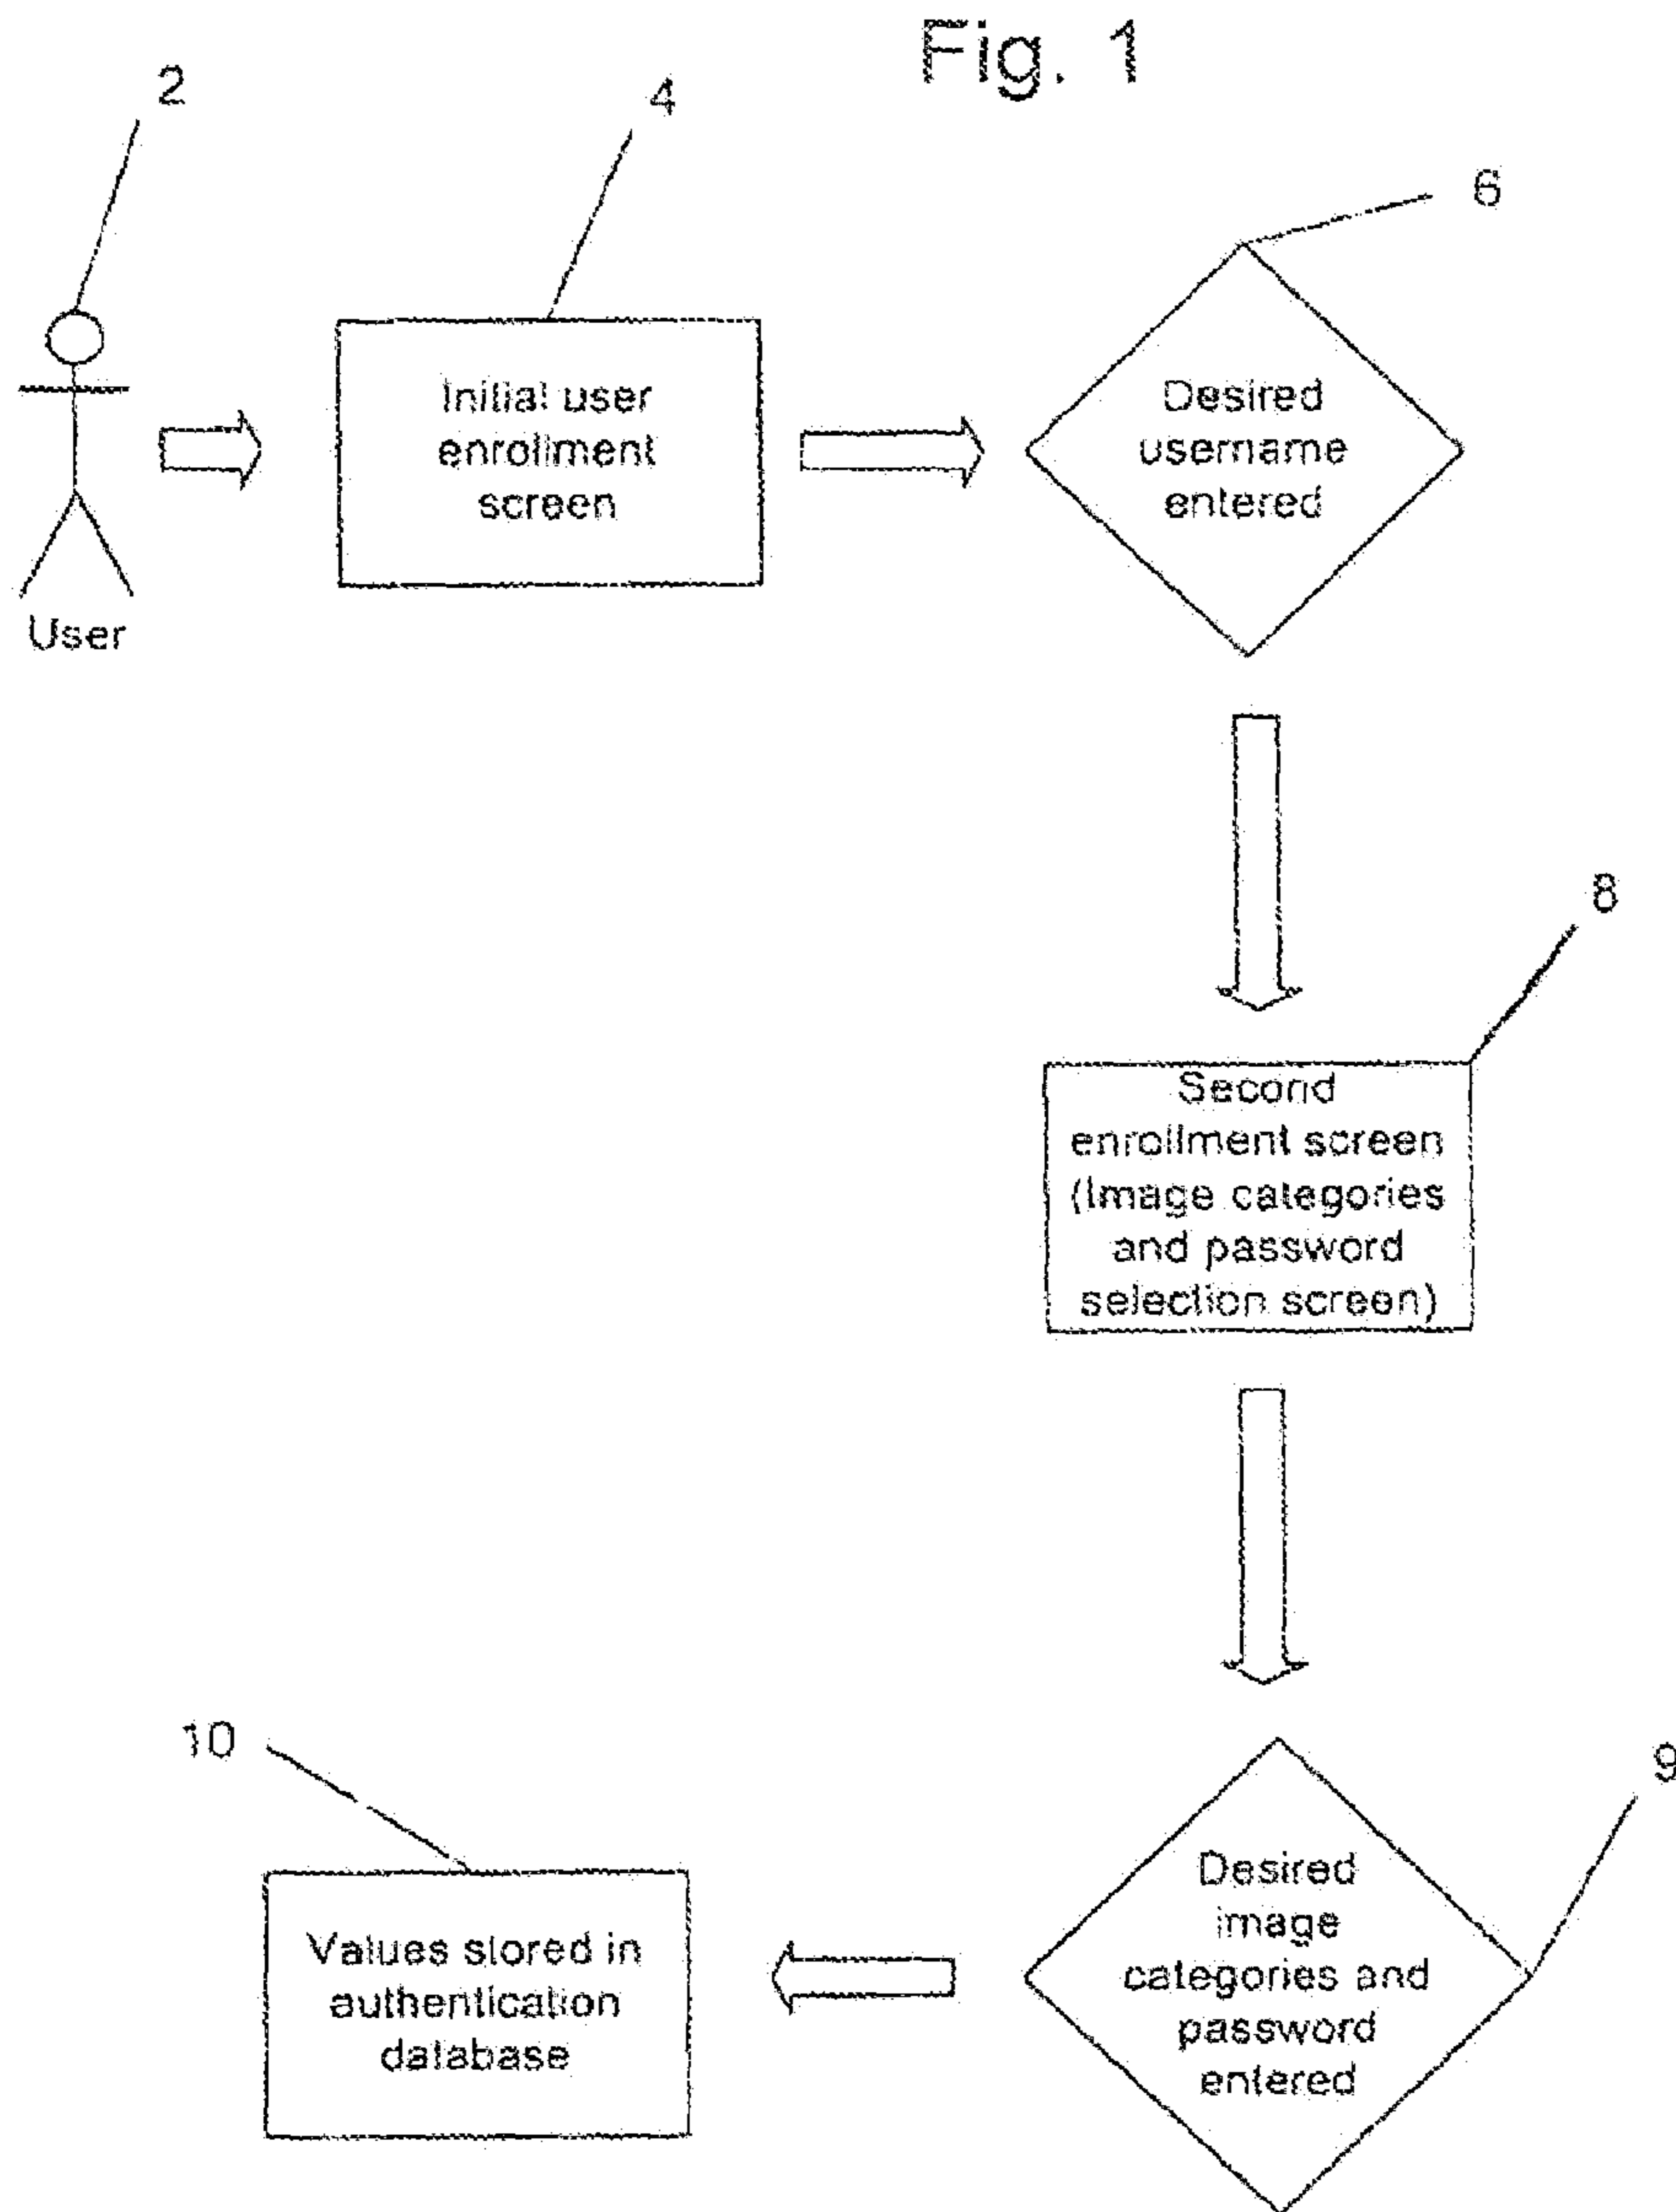 Fig. 1
2
4
6
User
Initial user
enrollment
screen
Desired
username
entered
8
Second
enrollment screen
(Image categories
and password
selection screen)
9
Desired
image
categories and
password
entered
10
Values stored in
authentication
database